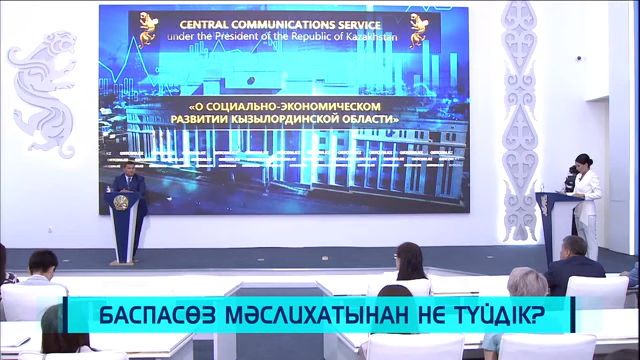 CENTRAL COMMUNICATIONS SERVICE
under the President of the Republic of Kazakhstan
«О СОЦИАЛЬНО-ЭКОНОМИЧЕСКОМ
РАЗВИТИИ КЫЗЫЛОРДИНСКОЙ ОБЛАСТИ»
БАСПАСӨЗ МӘСЛИХАТЫНАН НЕ ТҮЙДІК?